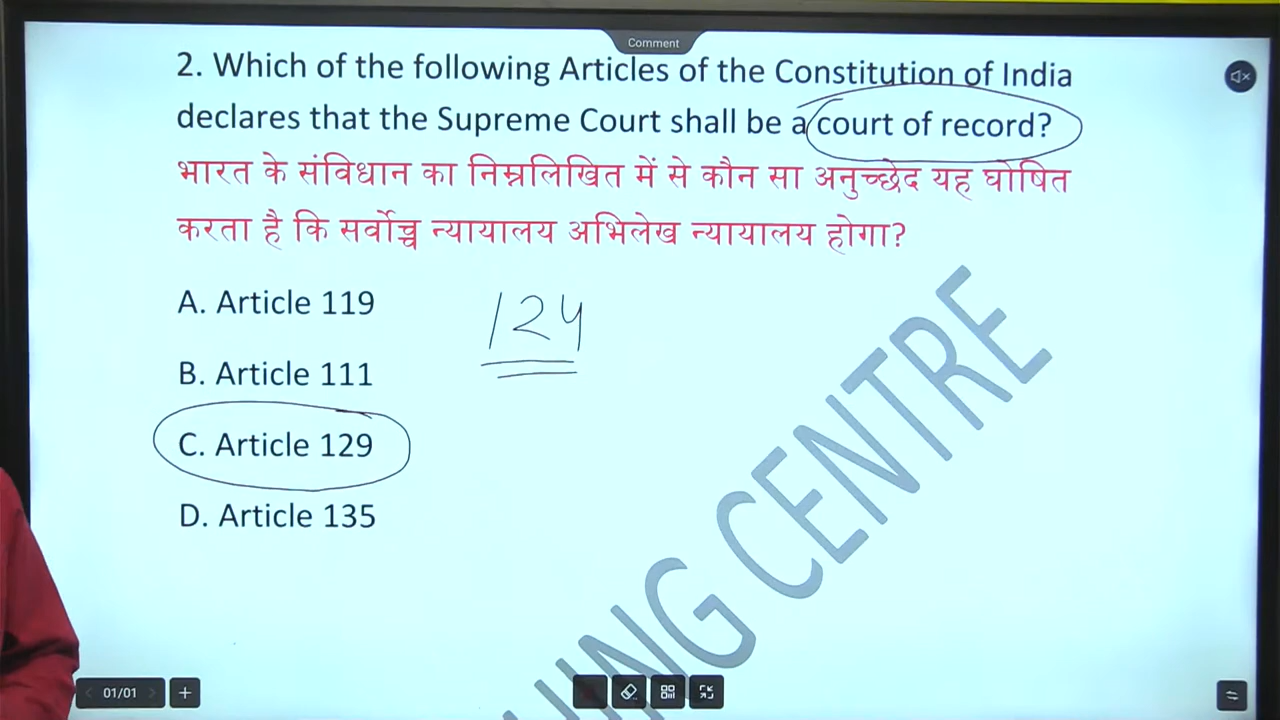 Comment
2. Which of the following Articles of the Constitution of India
declares that the Supreme Court shall be a court of record?
भारत के संविधान का निम्नलिखित में से कौन सा अनुच्छेद यह घोषित
करता है कि सर्वोच्च न्यायालय अभिलेख न्यायालय होगा?
A. Article 119
124
B. Article 111
C. Article 129
D. Article 135
CENTRE
01/01